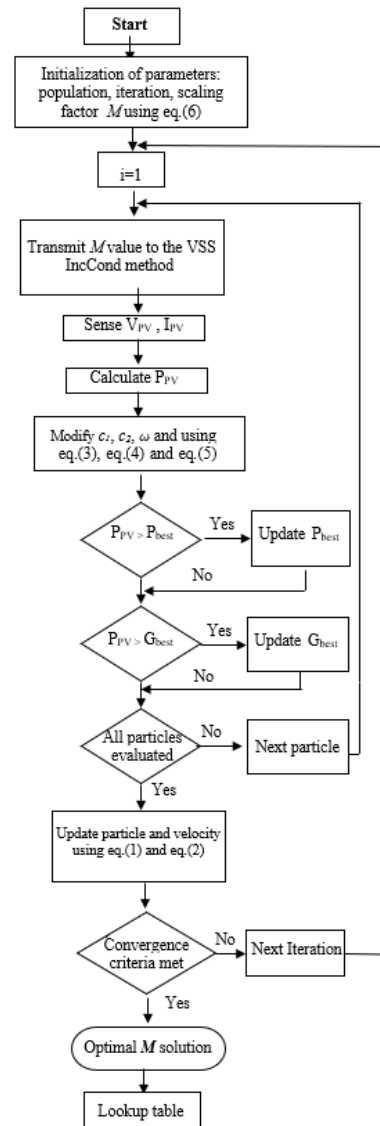 Start
Initialization of parameters:
population, iteration, scaling
factor M using eq.(6)
i=1
Transmit M value to the VSS
IncCond method
Sense VPV , IPV
Calculate PPV
Modify c1, c2, ω and using
eq.(3), eq.(4) and eq.(5)
PPV > Pbest
Yes
Update Pbest
No
PPV > Gbest
Yes
Update Gbest
No
All particles
evaluated
No
Next particle
Yes
Update particle and velocity
using eq.(1) and eq.(2)
Convergence
criteria met
No
Next Iteration
Yes
Optimal M solution
Lookup table